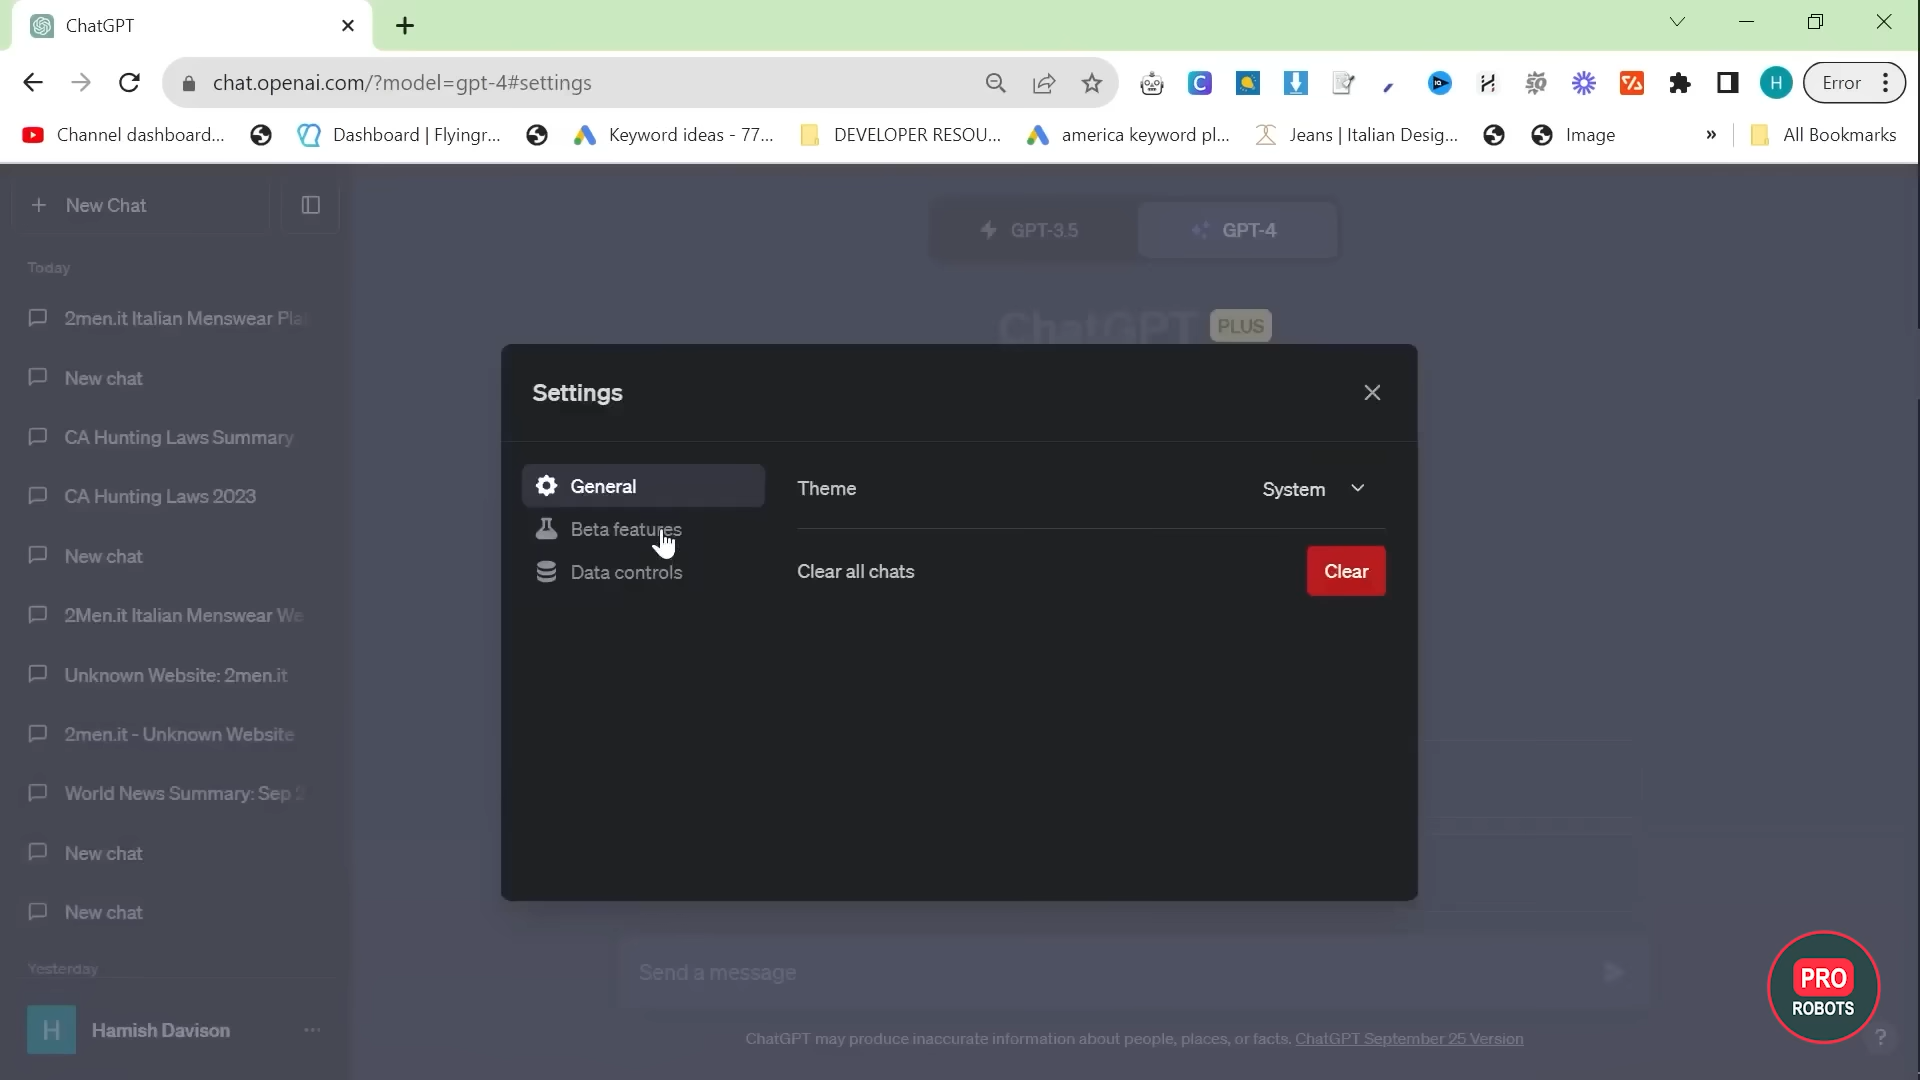 ChatGPT
chat.openai.com/?model=gpt-4#settings
Error
Channel dashboard...
Dashboard | Flyingr...
Keyword ideas - 77...
DEVELOPER RESOU...
america keyword pl...
Jeans | Italian Desig...
Image
»
All Bookmarks
New Chat
GPT-3.5
GPT-4
Today
ChatGPT PLUS
2men.it Italian Menswear Pla
New chat
CA Hunting Laws Summary
CA Hunting Laws 2023
New chat
2Men.it Italian Menswear We
Unknown Website: 2men.it
2men.it - Unknown Website
World News Summary: Sep 2
New chat
New chat
Yesterday
H Hamish Davison
Settings
General
Beta features
Data controls
Theme
System
Clear all chats
Clear
Send a message
ChatGPT may produce inaccurate information about people, places, or facts. ChatGPT September 25 Version
PRO
ROBOTS
?